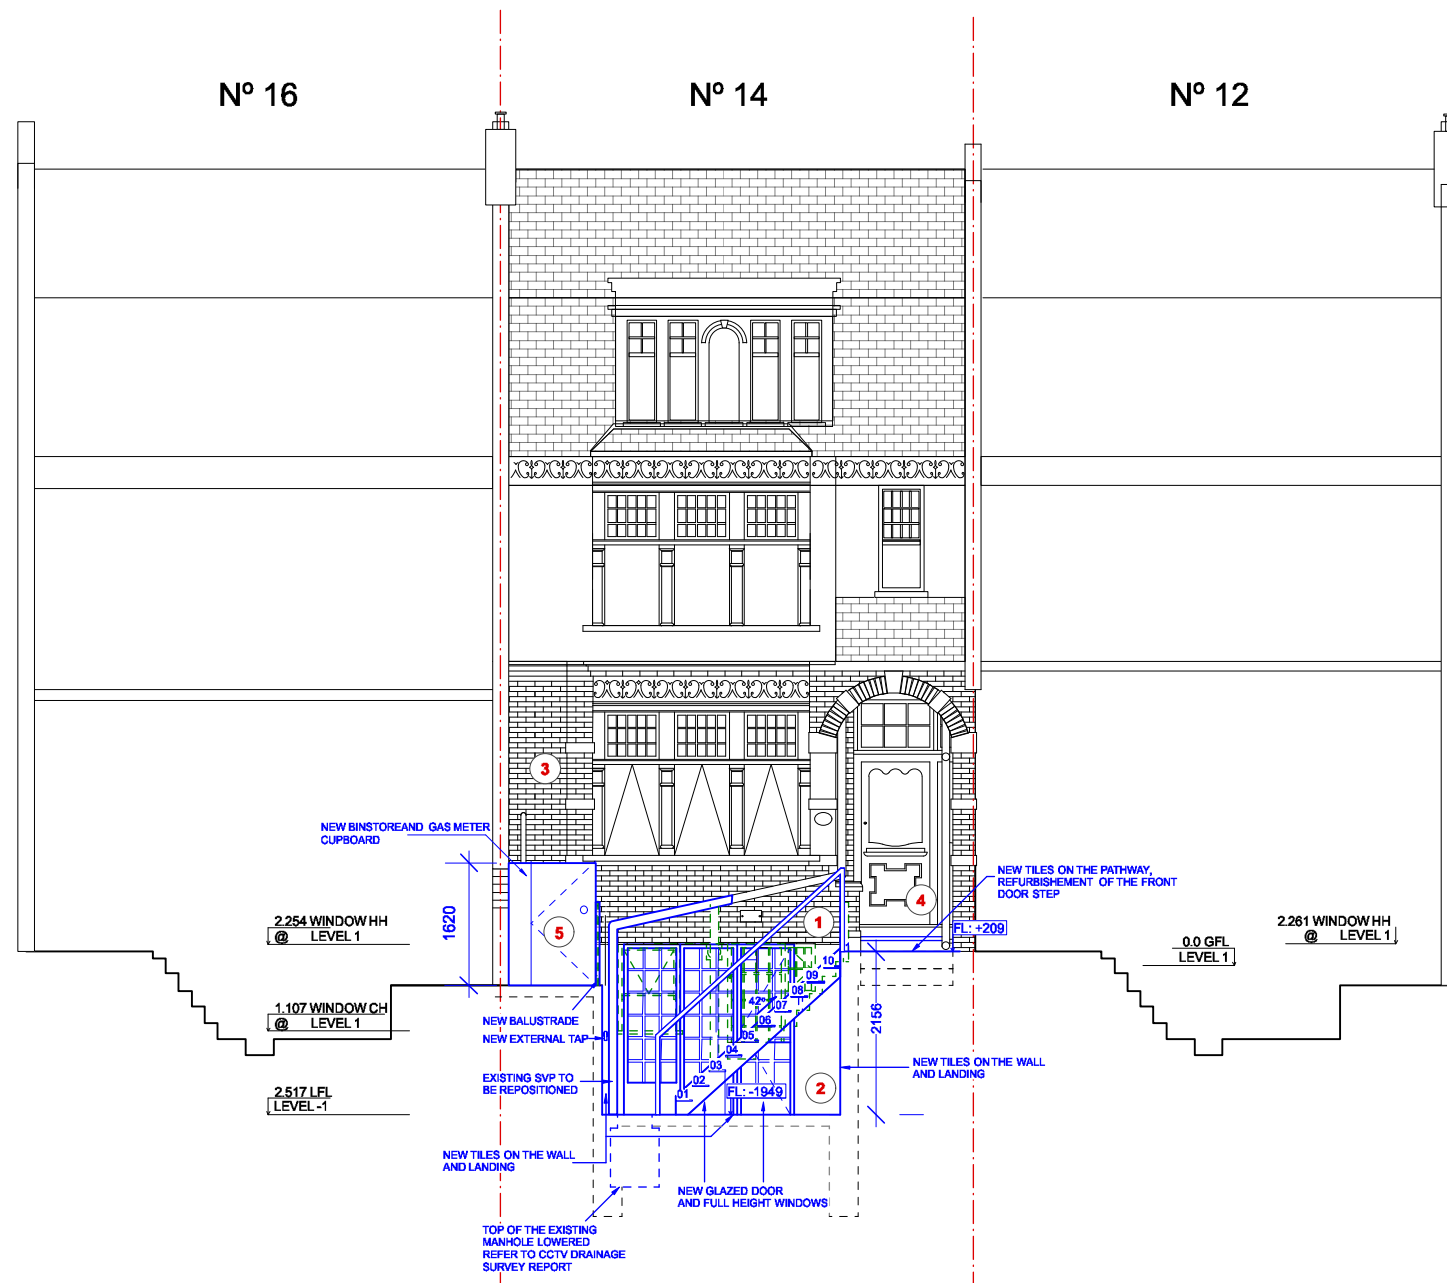 Nº 16
Nº 14
Nº 12
3
NEW BINSTOREAND GAS METER
CUPBOARD
1620
5
1
4
NEW TILES ON THE PATHWAY,
REFURBISHEMENT OF THE FRONT
DOOR STEP
FL: +209
2.254 WINDOW HH
@ LEVEL 1
2.261 WINDOW HH
@ LEVEL 1
0.0 GFL
LEVEL 1
1.107 WINDOW CH
@ LEVEL 1
2.517 LFL
LEVEL -1
NEW BALUSTRADE
NEW EXTERNAL TAP
EXISTING SVP TO
BE REPOSITIONED
10
09
08
07
06
05
04
03
02
01
42º
2156
2
FL: -1949
NEW TILES ON THE WALL
AND LANDING
NEW TILES ON THE WALL
AND LANDING
NEW GLAZED DOOR
AND FULL HEIGHT WINDOWS
TOP OF THE EXISTING
MANHOLE LOWERED
REFER TO CCTV DRAINAGE
SURVEY REPORT